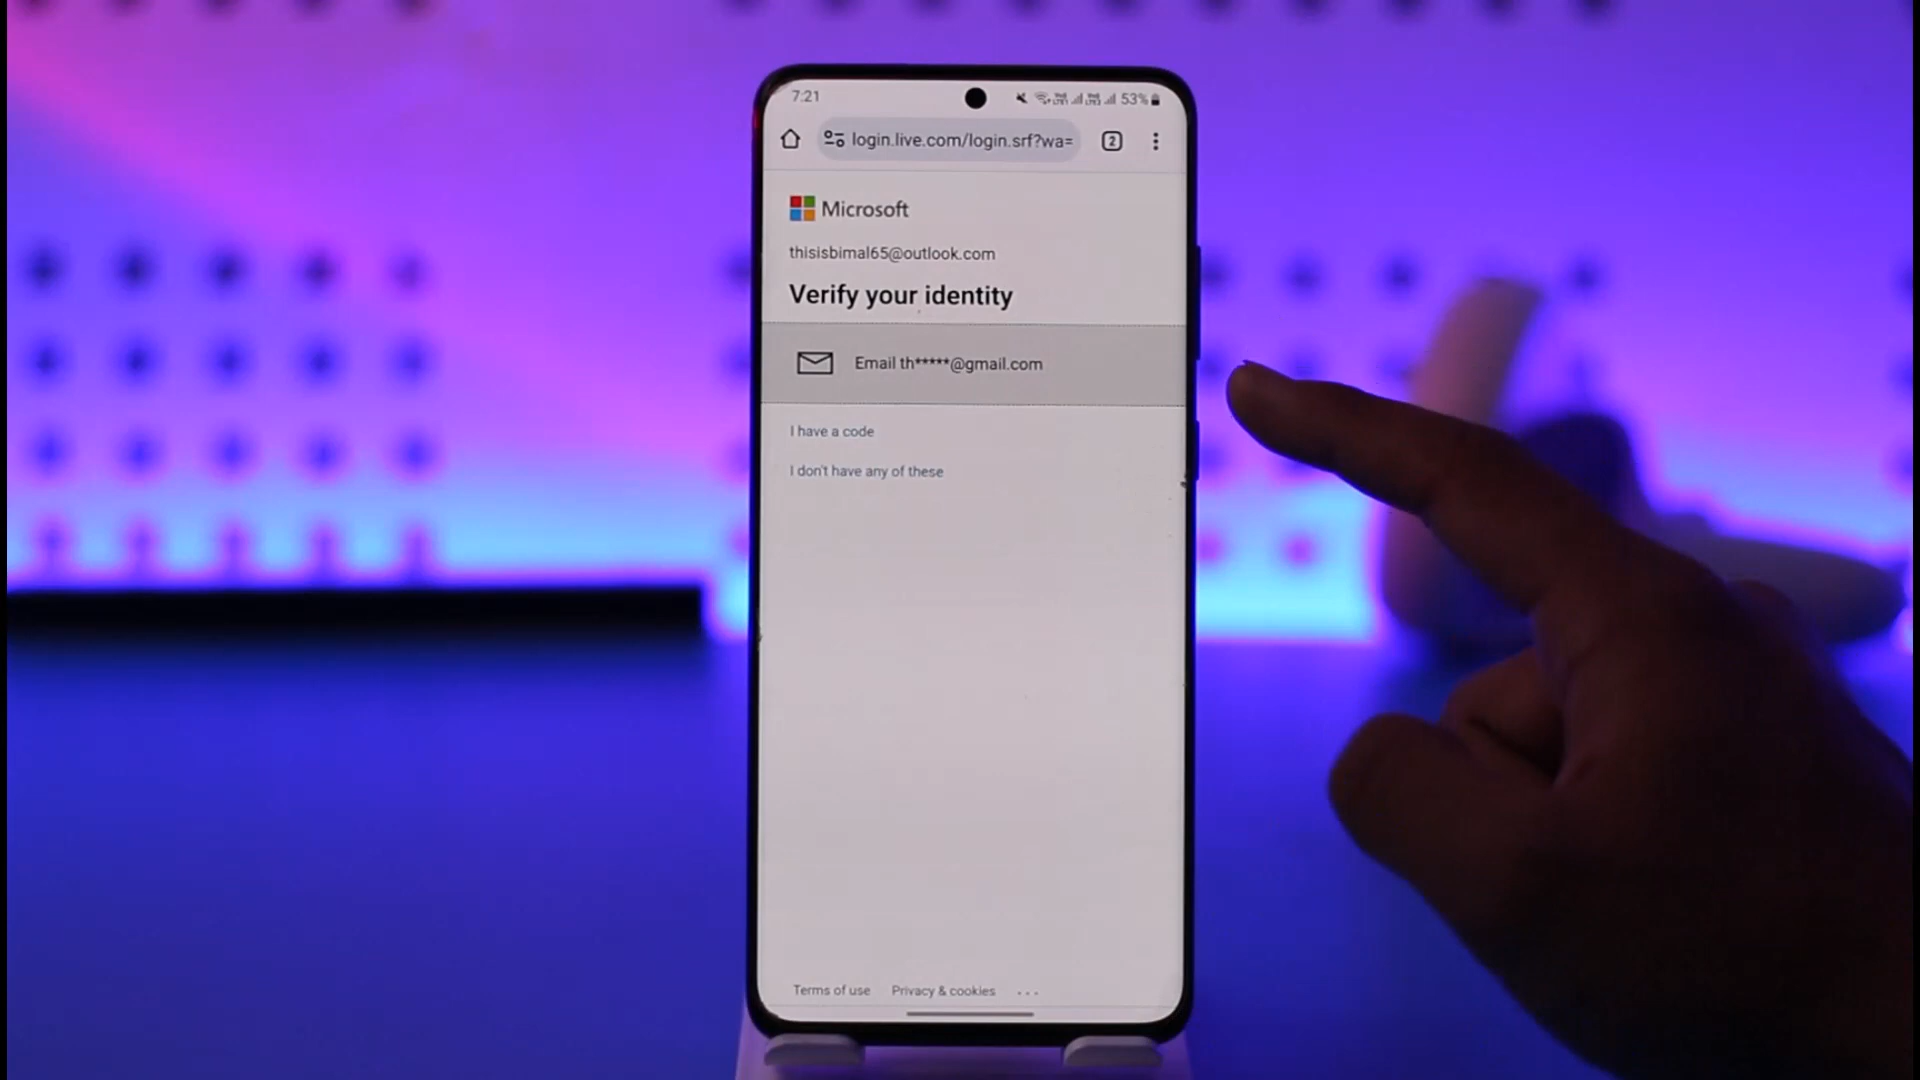 7:21
53%
login.live.com/login.srf?wa=
2
Microsoft
thisisbimal65@outlook.com
Verify your identity
Email th*****@gmail.com
I have a code
I don't have any of these
Terms of use Privacy & cookies ...